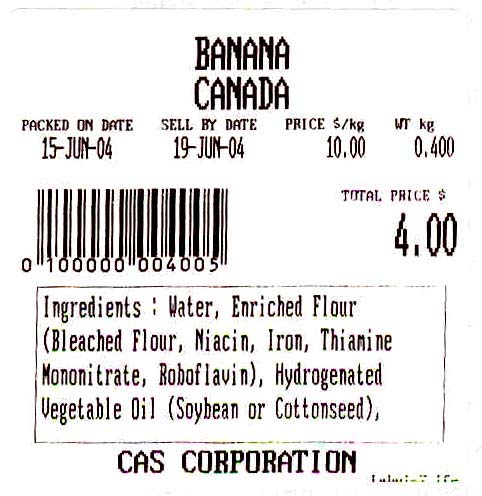 BANANA
CANADA
PACKED ON DATE SELL BY DATE PRICE $/kg WT kg
15-JUN-04 19-JUN-04 10.00 0.400
TOTAL PRICE $
4.00
0 100000 004005
Ingredients : Water, Enriched Flour
(Bleached Flour, Niacin, Iron, Thiamine
Mononitrate, Roboflavin), Hydrogenated
Vegetable Oil (Soybean or Cottonseed),
CAS CORPORATION